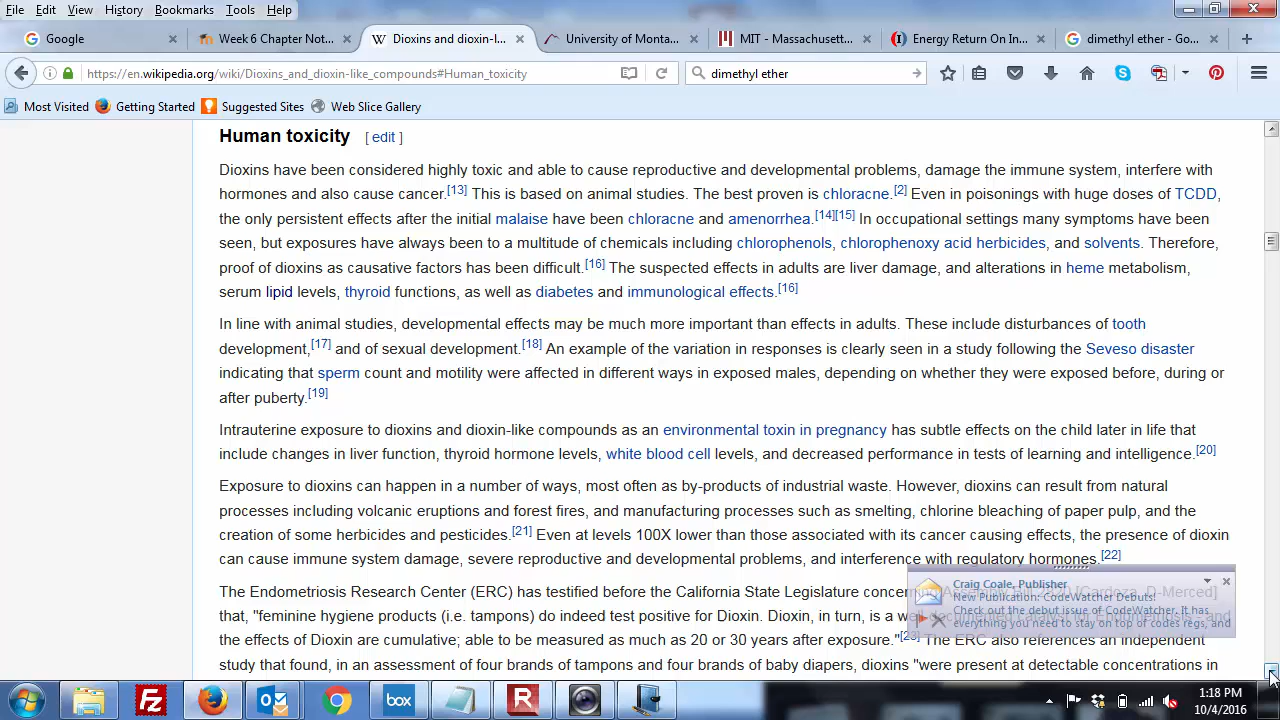 File Edit View History Bookmarks Tools Help
Google
Week 6 Chapter Not...
Dioxins and dioxin-l...
University of Monta...
MIT - Massachusett...
Energy Return On In...
dimethyl ether - Go...
https://en.wikipedia.org/wiki/Dioxins_and_dioxin-like_compounds#Human_toxicity
dimethyl ether
Most Visited Getting Started Suggested Sites Web Slice Gallery
Human toxicity [ edit ]
Dioxins have been considered highly toxic and able to cause reproductive and developmental problems, damage the immune system, interfere with
hormones and also cause cancer.[13] This is based on animal studies. The best proven is chloracne.[2] Even in poisonings with huge doses of TCDD,
the only persistent effects after the initial malaise have been chloracne and amenorrhea.[14][15] In occupational settings many symptoms have been
seen, but exposures have always been to a multitude of chemicals including chlorophenols, chlorophenoxy acid herbicides, and solvents. Therefore,
proof of dioxins as causative factors has been difficult.[16] The suspected effects in adults are liver damage, and alterations in heme metabolism,
serum lipid levels, thyroid functions, as well as diabetes and immunological effects.[16]
In line with animal studies, developmental effects may be much more important than effects in adults. These include disturbances of tooth
development,[17] and of sexual development.[18] An example of the variation in responses is clearly seen in a study following the Seveso disaster
indicating that sperm count and motility were affected in different ways in exposed males, depending on whether they were exposed before, during or
after puberty.[19]
Intrauterine exposure to dioxins and dioxin-like compounds as an environmental toxin in pregnancy has subtle effects on the child later in life that
include changes in liver function, thyroid hormone levels, white blood cell levels, and decreased performance in tests of learning and intelligence.[20]
Exposure to dioxins can happen in a number of ways, most often as by-products of industrial waste. However, dioxins can result from natural
processes including volcanic eruptions and forest fires, and manufacturing processes such as smelting, chlorine bleaching of paper pulp, and the
creation of some herbicides and pesticides.[21] Even at levels 100X lower than those associated with its cancer causing effects, the presence of dioxin
can cause immune system damage, severe reproductive and developmental problems, and interference with regulatory hormones.[22]
The Endometriosis Research Center (ERC) has testified before the California State Legislature
that, "feminine hygiene products (i.e. tampons) do indeed test positive for Dioxin. Dioxin, in turn, is a
the effects of Dioxin are cumulative; able to be measured as much as 20 or 30 years after exposure."[23] The ERC also references an independent
study that found, in an assessment of four brands of tampons and four brands of baby diapers, dioxins "were present at detectable concentrations in
Craig Coale, Publisher
New Publication: CodeWatcher Debuts!
Check out the debut issue of CodeWatcher. It has
everything you need to stay on top of codes regs, and
box
1:18 PM
10/4/2016